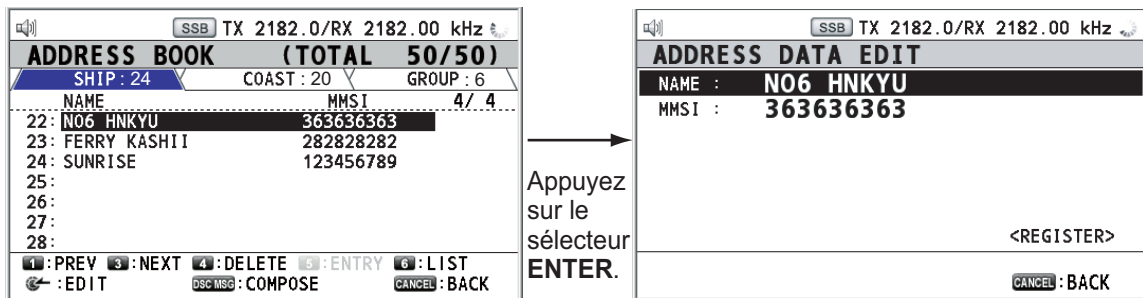 SSB TX 2182.0/RX 2182.00 kHz
ADDRESS BOOK (TOTAL 50/50)
SHIP : 24 COAST : 20 GROUP : 6
NAME MMSI 4/ 4
22: NO6 HNKYU 363636363
23: FERRY KASHII 282828282
24: SUNRISE 123456789
25:
26:
27:
28:
1 :PREV 3 :NEXT 4 :DELETE 5 :ENTRY 6 :LIST
:EDIT DSC MSG :COMPOSE CANCEL :BACK
Appuyez
sur le
sélecteur
ENTER.
SSB TX 2182.0/RX 2182.00 kHz
ADDRESS DATA EDIT
NAME : NO6 HNKYU
MMSI : 363636363
<REGISTER>
CANCEL :BACK